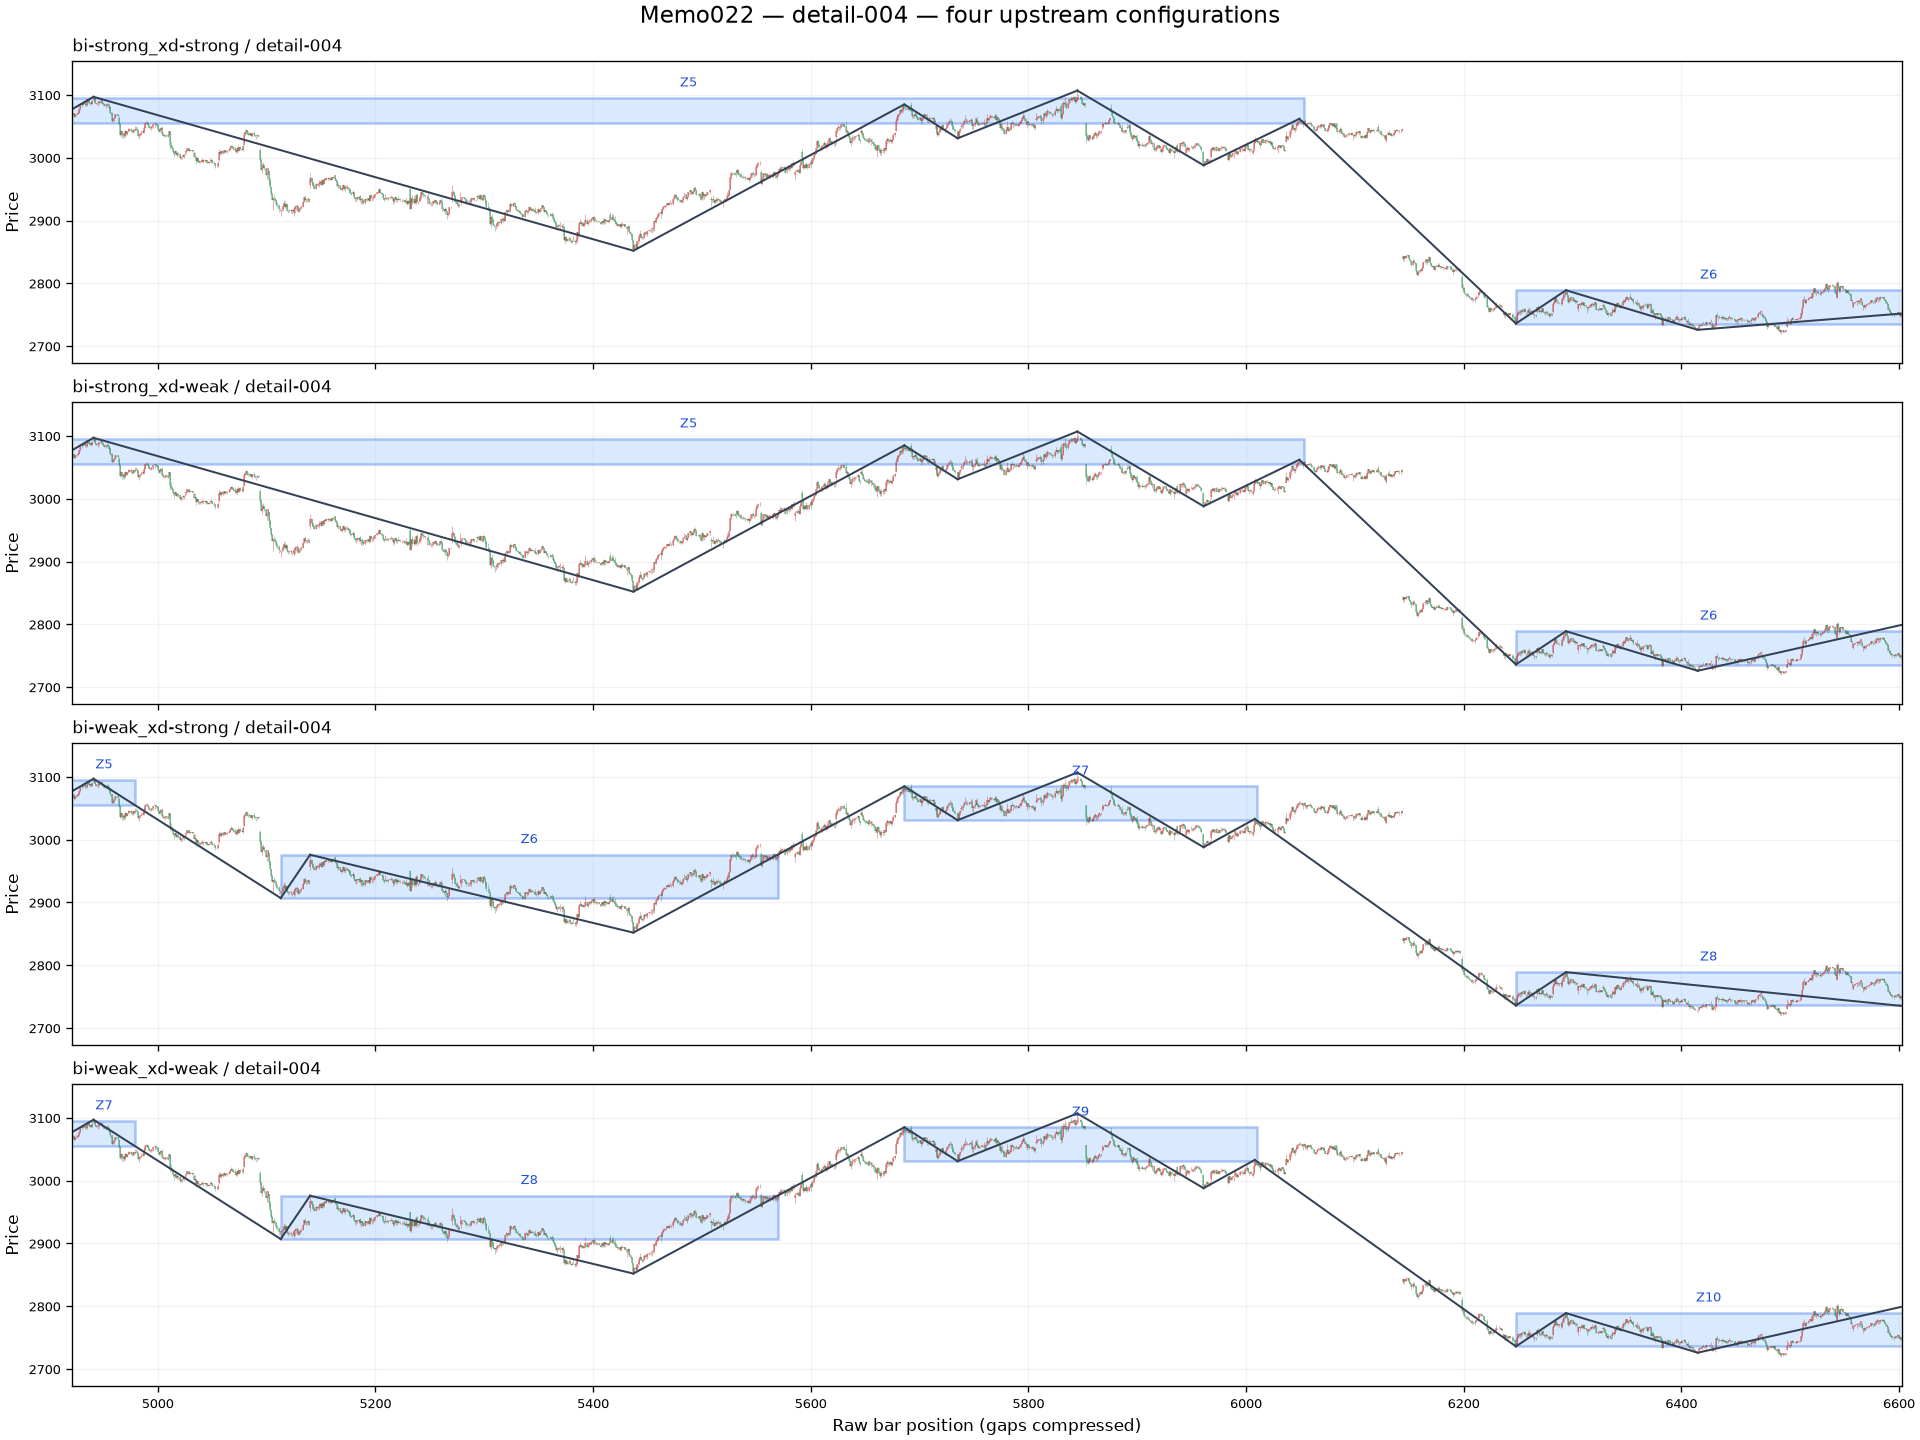 Memo022 — detail-004 — four upstream configurations
bi-strong_xd-strong / detail-004
Z5
3100
3000
Price
2900
2800
Z6
2700
bi-strong_xd-weak / detail-004
Z5
3100
3000
Price
2900
2800
Z6
2700
bi-weak_xd-strong / detail-004
Z5
Z7
3100
Z6
3000
Price
2900
2800
Z8
2700
bi-weak_xd-weak / detail-004
Z7
Z9
3100
Z8
3000
Price
2900
2800
Z10
2700
5000 5200 5400 5600 5800 6000 6200 6400 6600
Raw bar position (gaps compressed)